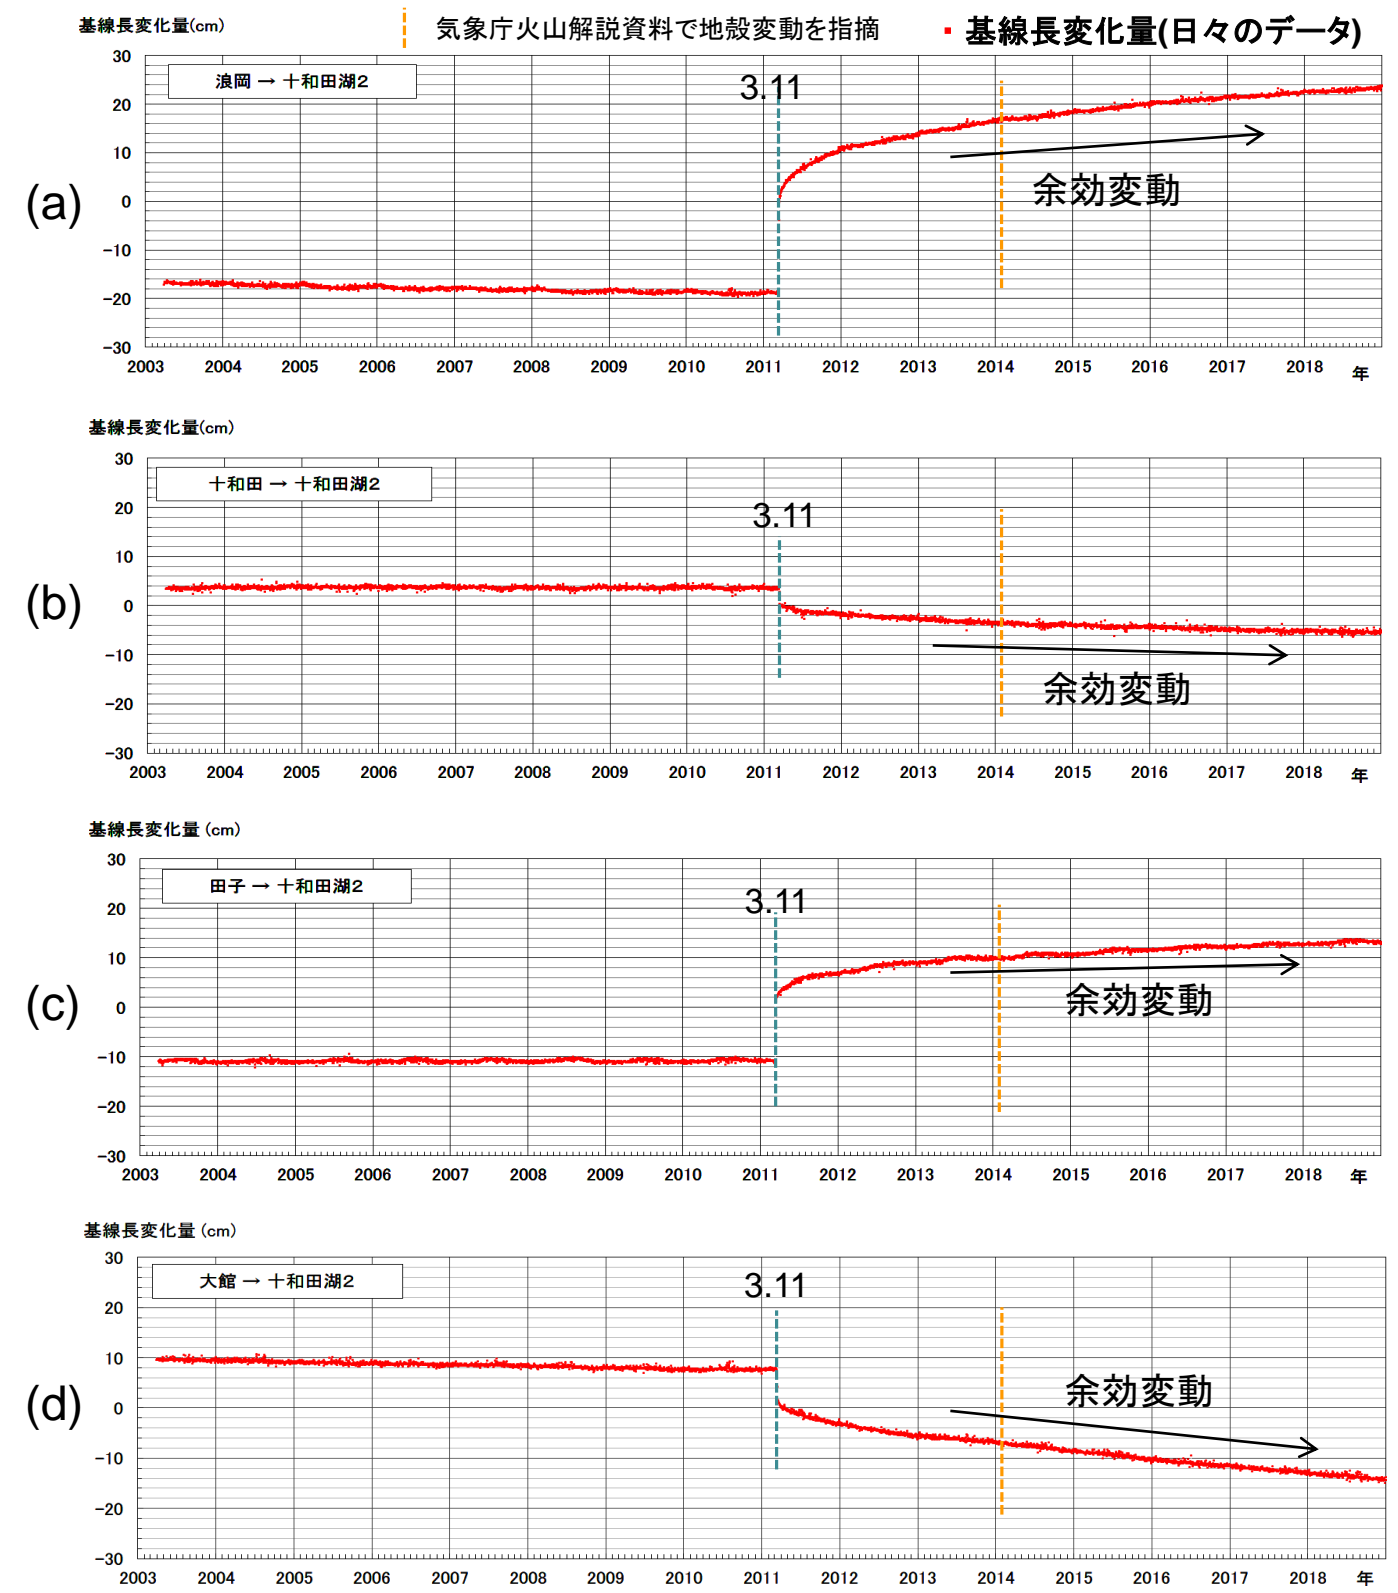 基線長変化量(cm)
気象庁火山解説資料で地殻変動を指摘
基線長変化量(日々のデータ)
(a)
浪岡 → 十和田湖2
3.11
余効変動
30
20
10
0
-10
-20
-30
2003 2004 2005 2006 2007 2008 2009 2010 2011 2012 2013 2014 2015 2016 2017 2018 年
基線長変化量(cm)
(b)
十和田 → 十和田湖2
3.11
余効変動
30
20
10
0
-10
-20
-30
2003 2004 2005 2006 2007 2008 2009 2010 2011 2012 2013 2014 2015 2016 2017 2018 年
基線長変化量 (cm)
(c)
田子 → 十和田湖2
3.11
余効変動
30
20
10
0
-10
-20
-30
2003 2004 2005 2006 2007 2008 2009 2010 2011 2012 2013 2014 2015 2016 2017 2018 年
基線長変化量 (cm)
(d)
大館 → 十和田湖2
3.11
余効変動
30
20
10
0
-10
-20
-30
2003 2004 2005 2006 2007 2008 2009 2010 2011 2012 2013 2014 2015 2016 2017 2018 年